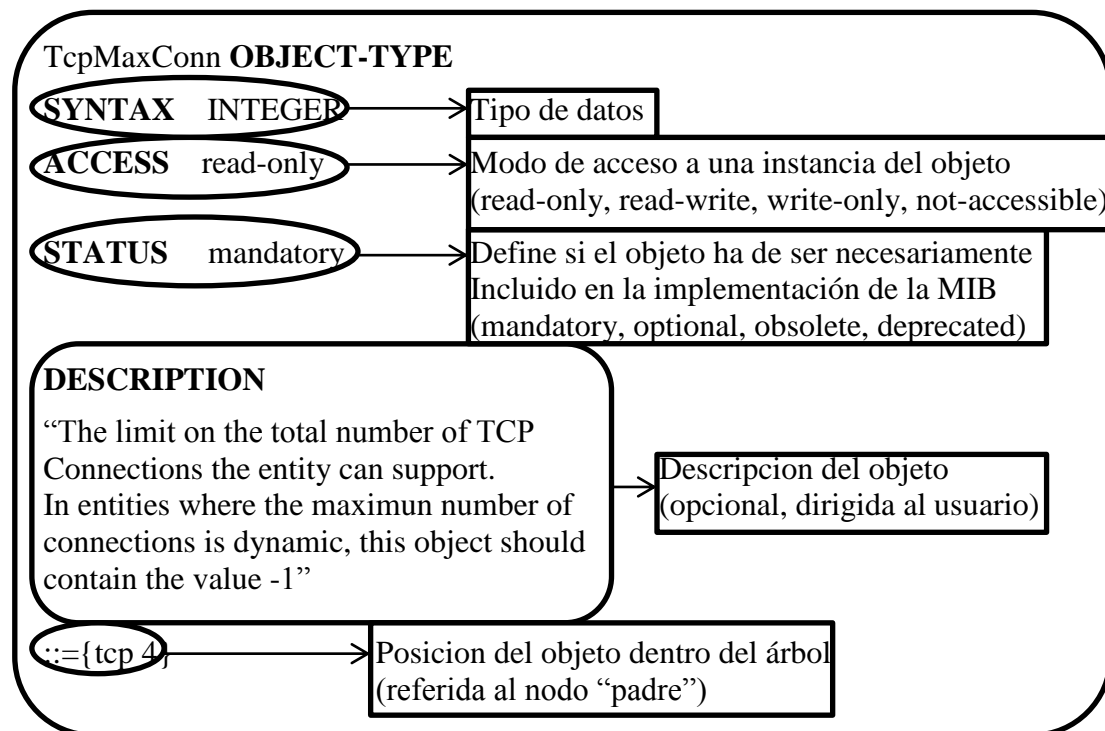 TcpMaxConn OBJECT-TYPE
SYNTAX INTEGER
Tipo de datos
ACCESS read-only
Modo de acceso a una instancia del objeto
(read-only, read-write, write-only, not-accessible)
STATUS mandatory
Define si el objeto ha de ser necesariamente
Incluido en la implementación de la MIB
(mandatory, optional, obsolete, deprecated)
DESCRIPTION
“The limit on the total number of TCP
Connections the entity can support.
In entities where the maximun number of
connections is dynamic, this object should
contain the value -1”
Descripcion del objeto
(opcional, dirigida al usuario)
::={tcp 4}
Posicion del objeto dentro del árbol
(referida al nodo “padre”)